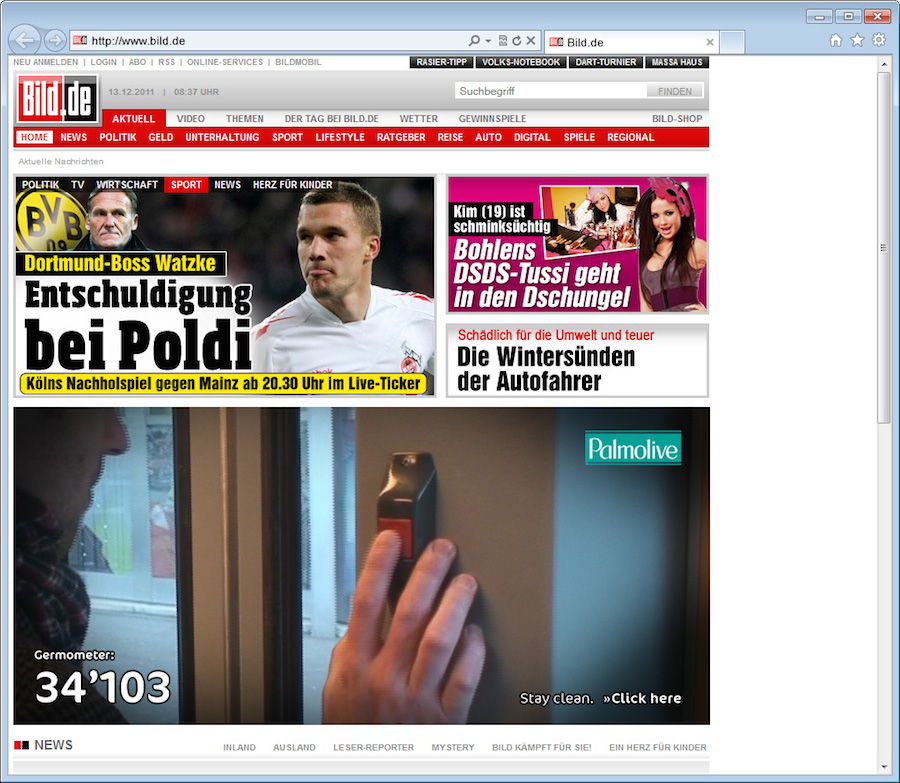 http://www.bild.de
Bild.de
NEU ANMELDEN | LOGIN | ABO | RSS | ONLINE-SERVICES | BILDMOBIL
RASIER-TIPP VOLKS-NOTEBOOK DART-TURNIER MASSA HAUS
Bild.de
13.12.2011 | 08:37 UHR
Suchbegriff
FINDEN
AKTUELL VIDEO THEMEN DER TAG BEI BILD.DE WETTER GEWINNSPIELE BILD-SHOP
HOME NEWS POLITIK GELD UNTERHALTUNG SPORT LIFESTYLE RATGEBER REISE AUTO DIGITAL SPIELE REGIONAL
Aktuelle Nachrichten
POLITIK TV WIRTSCHAFT SPORT NEWS HERZ FÜR KINDER
BVB
09
Dortmund-Boss Watzke
Entschuldigung
bei Poldi
Kölns Nachholspiel gegen Mainz ab 20.30 Uhr im Live-Ticker
Kim (19) ist
schminksüchtig
Bohlens
DSDS-Tussi geht
in den Dschungel
Schädlich für die Umwelt und teuer
Die Wintersünden
der Autofahrer
Palmolive
Germometer:
34’103
Stay clean. »Click here
NEWS
INLAND AUSLAND LESER-REPORTER MYSTERY BILD KÄMPFT FÜR SIE! EIN HERZ FÜR KINDER